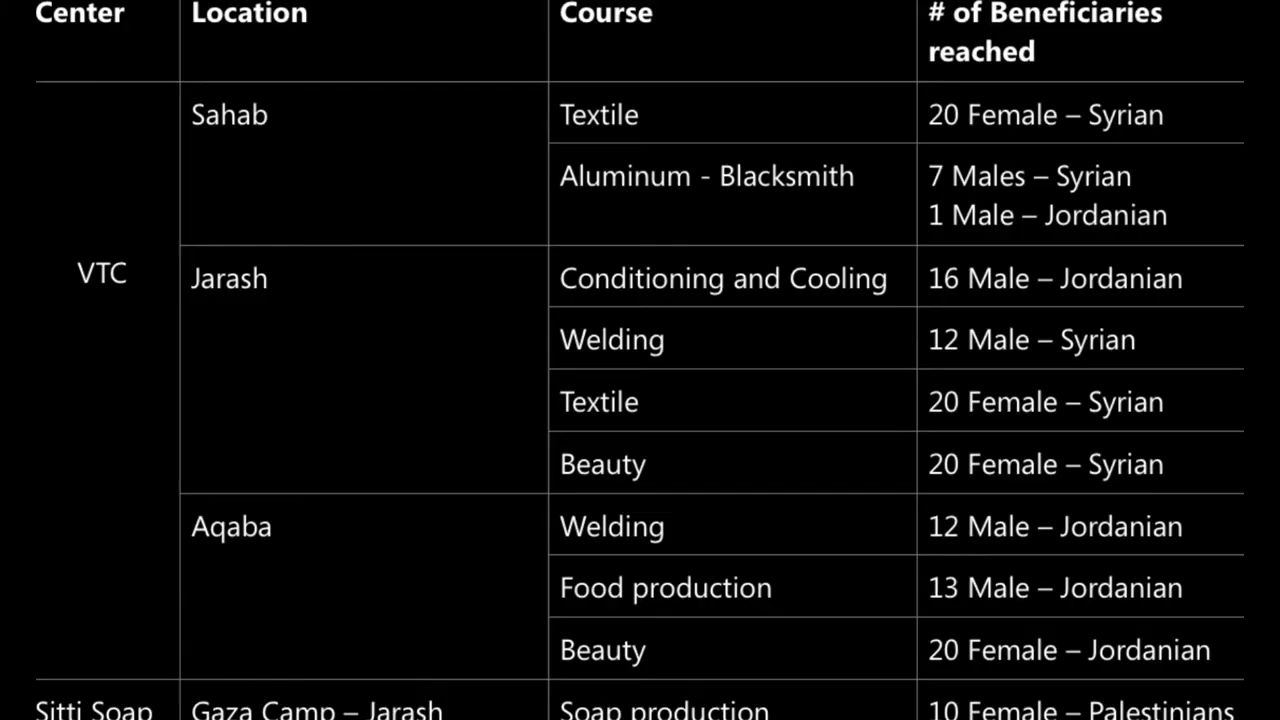 Center Location Course # of Beneficiaries
reached
Sahab Textile 20 Female – Syrian
Aluminum - Blacksmith 7 Males – Syrian
1 Male – Jordanian
VTC Jarash Conditioning and Cooling 16 Male – Jordanian
Welding 12 Male – Syrian
Textile 20 Female – Syrian
Beauty 20 Female – Syrian
Aqaba Welding 12 Male – Jordanian
Food production 13 Male – Jordanian
Beauty 20 Female – Jordanian
Sitti Soap Gaza Camp – Jarash Soap production 10 Female – Palestinians